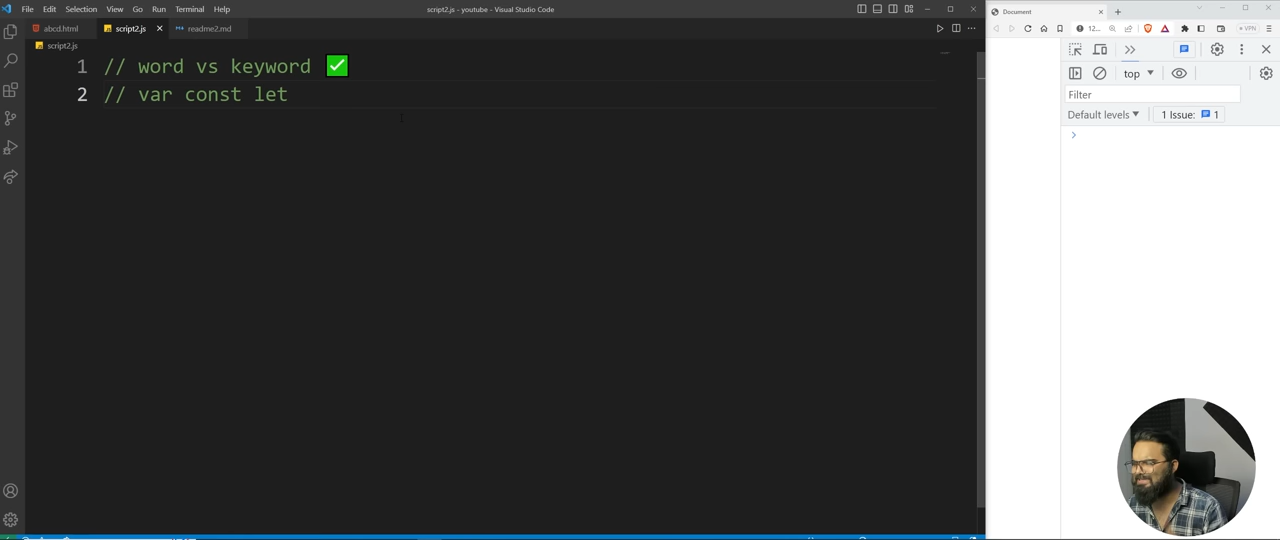 File Edit Selection View Go Run Terminal Help
script2.js - youtube - Visual Studio Code
abcd.html script2.js readme2.md
script2.js
1 // word vs keyword ✅
2 // var const let
Document
12... VPN
top
Filter
Default levels 1 Issue: 1